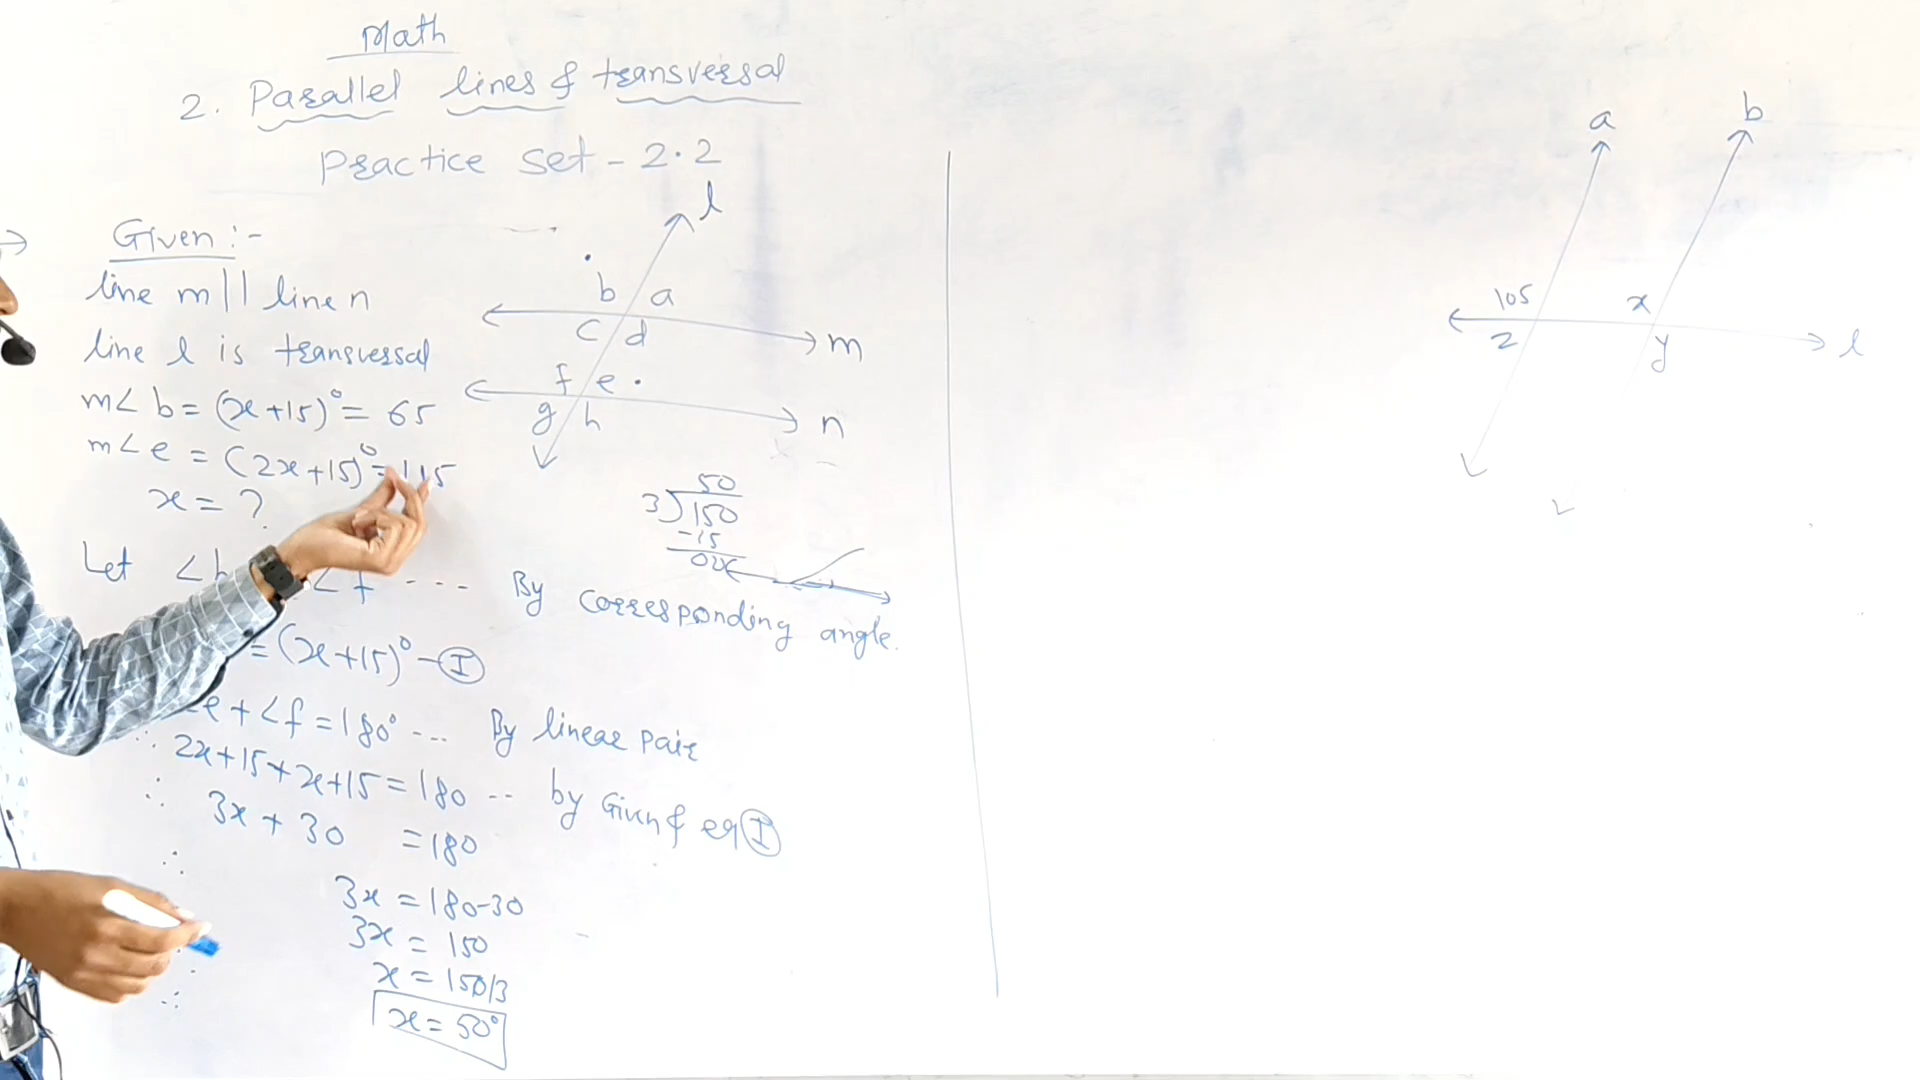 Math
2. Parallel lines & transversal
Practice set - 2.2
Given :-
line m || line n
line l is transversal
m∠ b = (x+15)° = 65
m∠ e = (2x+15)° = 115
x = ?
Let ∠b ∠f ---- By corresponding angle.
= (x+15)° - (I)
e + ∠f = 180° --- By linear pair
∴ 2x+15+x+15 = 180 -- by Given & eq (I)
∴ 3x + 30 = 180
∴ 3x = 180-30
3x = 150
∴ x = 150/3
∴ x = 50°
l
b a
c d
m
f e
g h
n
50
3)150
-15
00
a b
105 x
z y
l